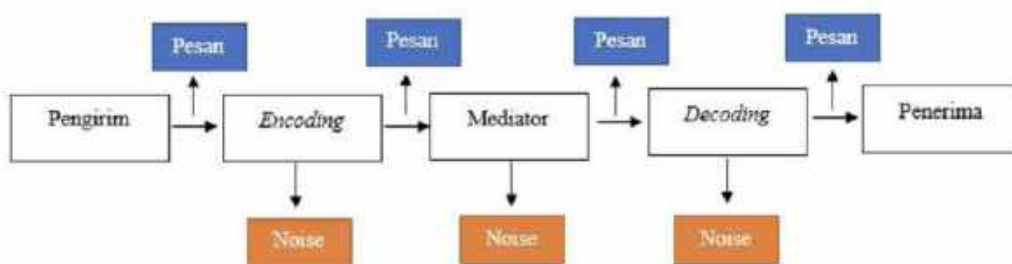 Pesan
Pesan
Pesan
Pesan
Pengirim
Encoding
Mediator
Decoding
Penerima
Noise
Noise
Noise